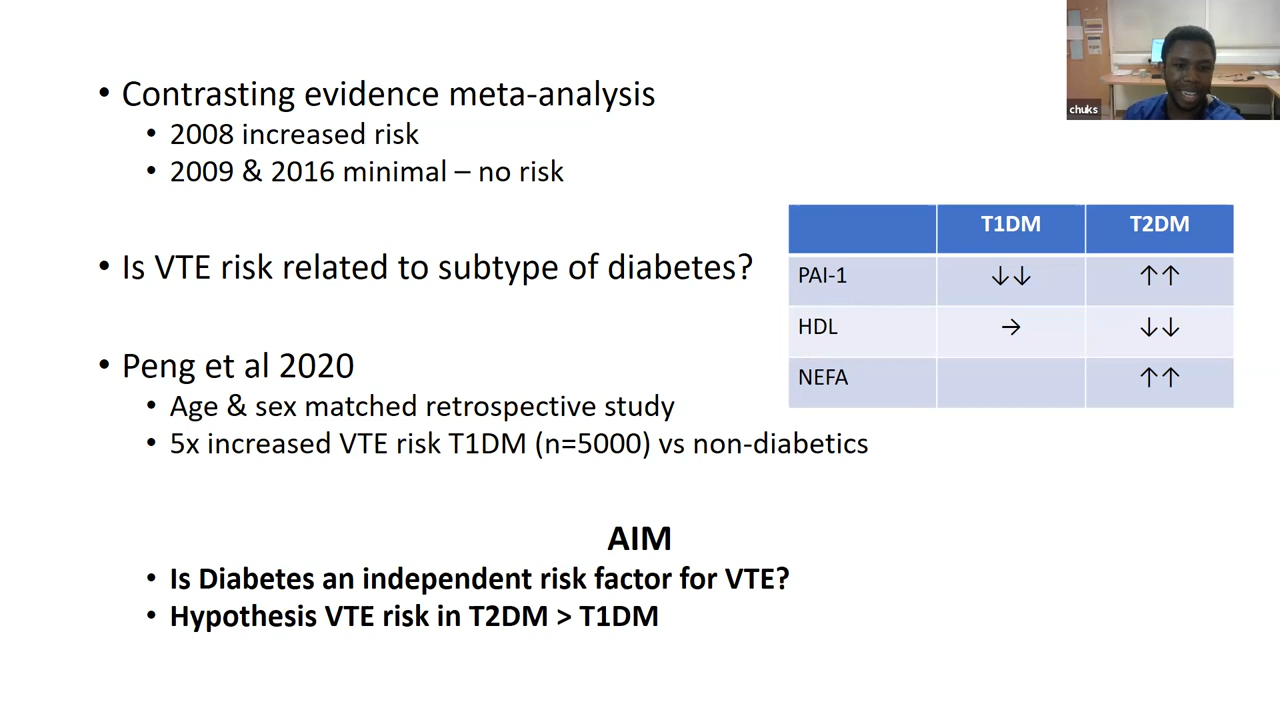 • Contrasting evidence meta-analysis
• 2008 increased risk
• 2009 & 2016 minimal – no risk
• Is VTE risk related to subtype of diabetes?
• Peng et al 2020
• Age & sex matched retrospective study
• 5x increased VTE risk T1DM (n=5000) vs non-diabetics
T1DM T2DM
PAI-1 ↓↓ ↑↑
HDL → ↓↓
NEFA ↑↑
AIM
• Is Diabetes an independent risk factor for VTE?
• Hypothesis VTE risk in T2DM > T1DM
chuks